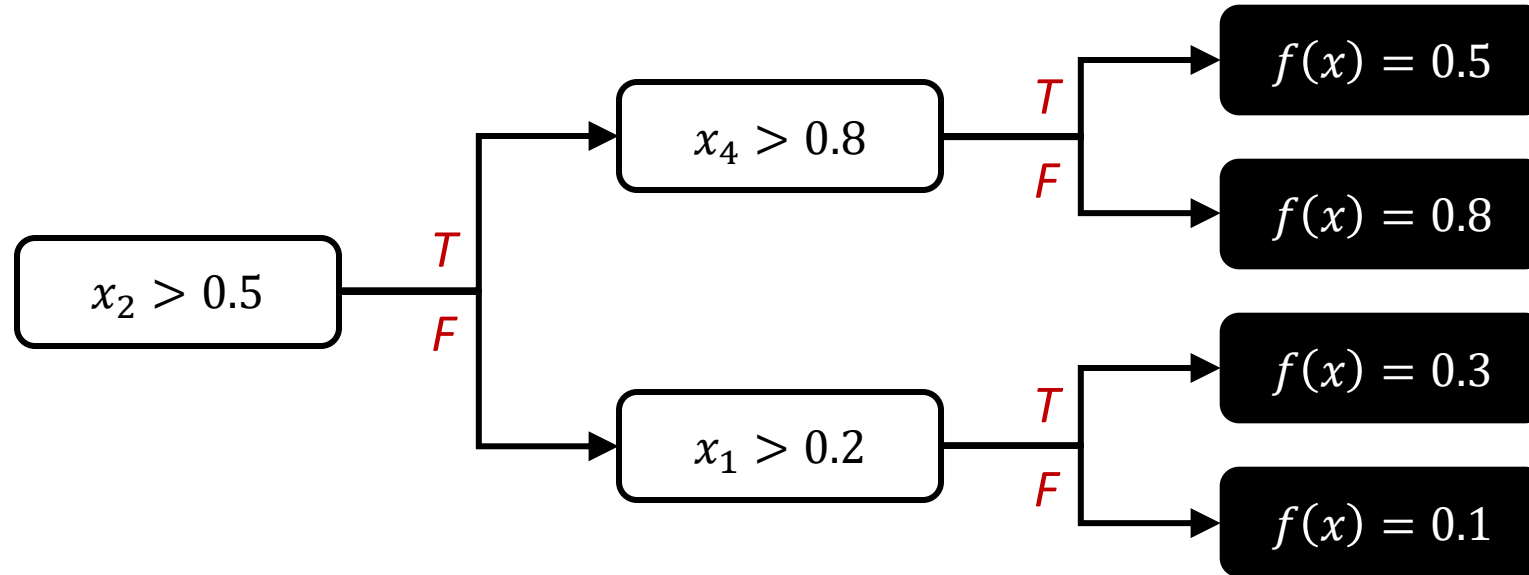 f(x) = 0.5
T
x₄ > 0.8
F
f(x) = 0.8
T
x₂ > 0.5
F
f(x) = 0.3
T
x₁ > 0.2
F
f(x) = 0.1